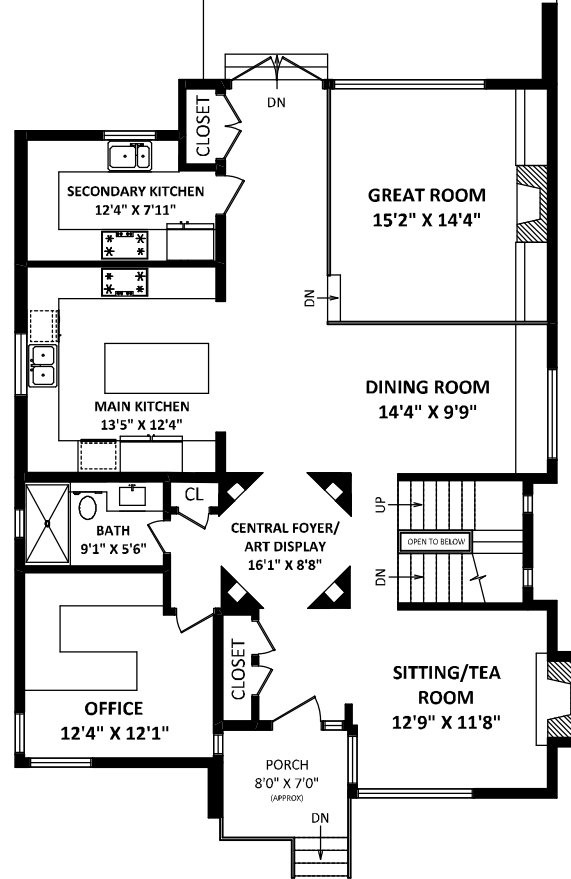 DN
CLOSET
SECONDARY KITCHEN
12'4" X 7'11"
GREAT ROOM
15'2" X 14'4"
DN
DINING ROOM
14'4" X 9'9"
MAIN KITCHEN
13'5" X 12'4"
CL
UP
BATH
9'1" X 5'6"
CENTRAL FOYER/
ART DISPLAY
16'1" X 8'8"
OPEN TO BELOW
DN
CLOSET
SITTING/TEA
ROOM
12'9" X 11'8"
OFFICE
12'4" X 12'1"
PORCH
8'0" X 7'0"
(APPROX)
DN